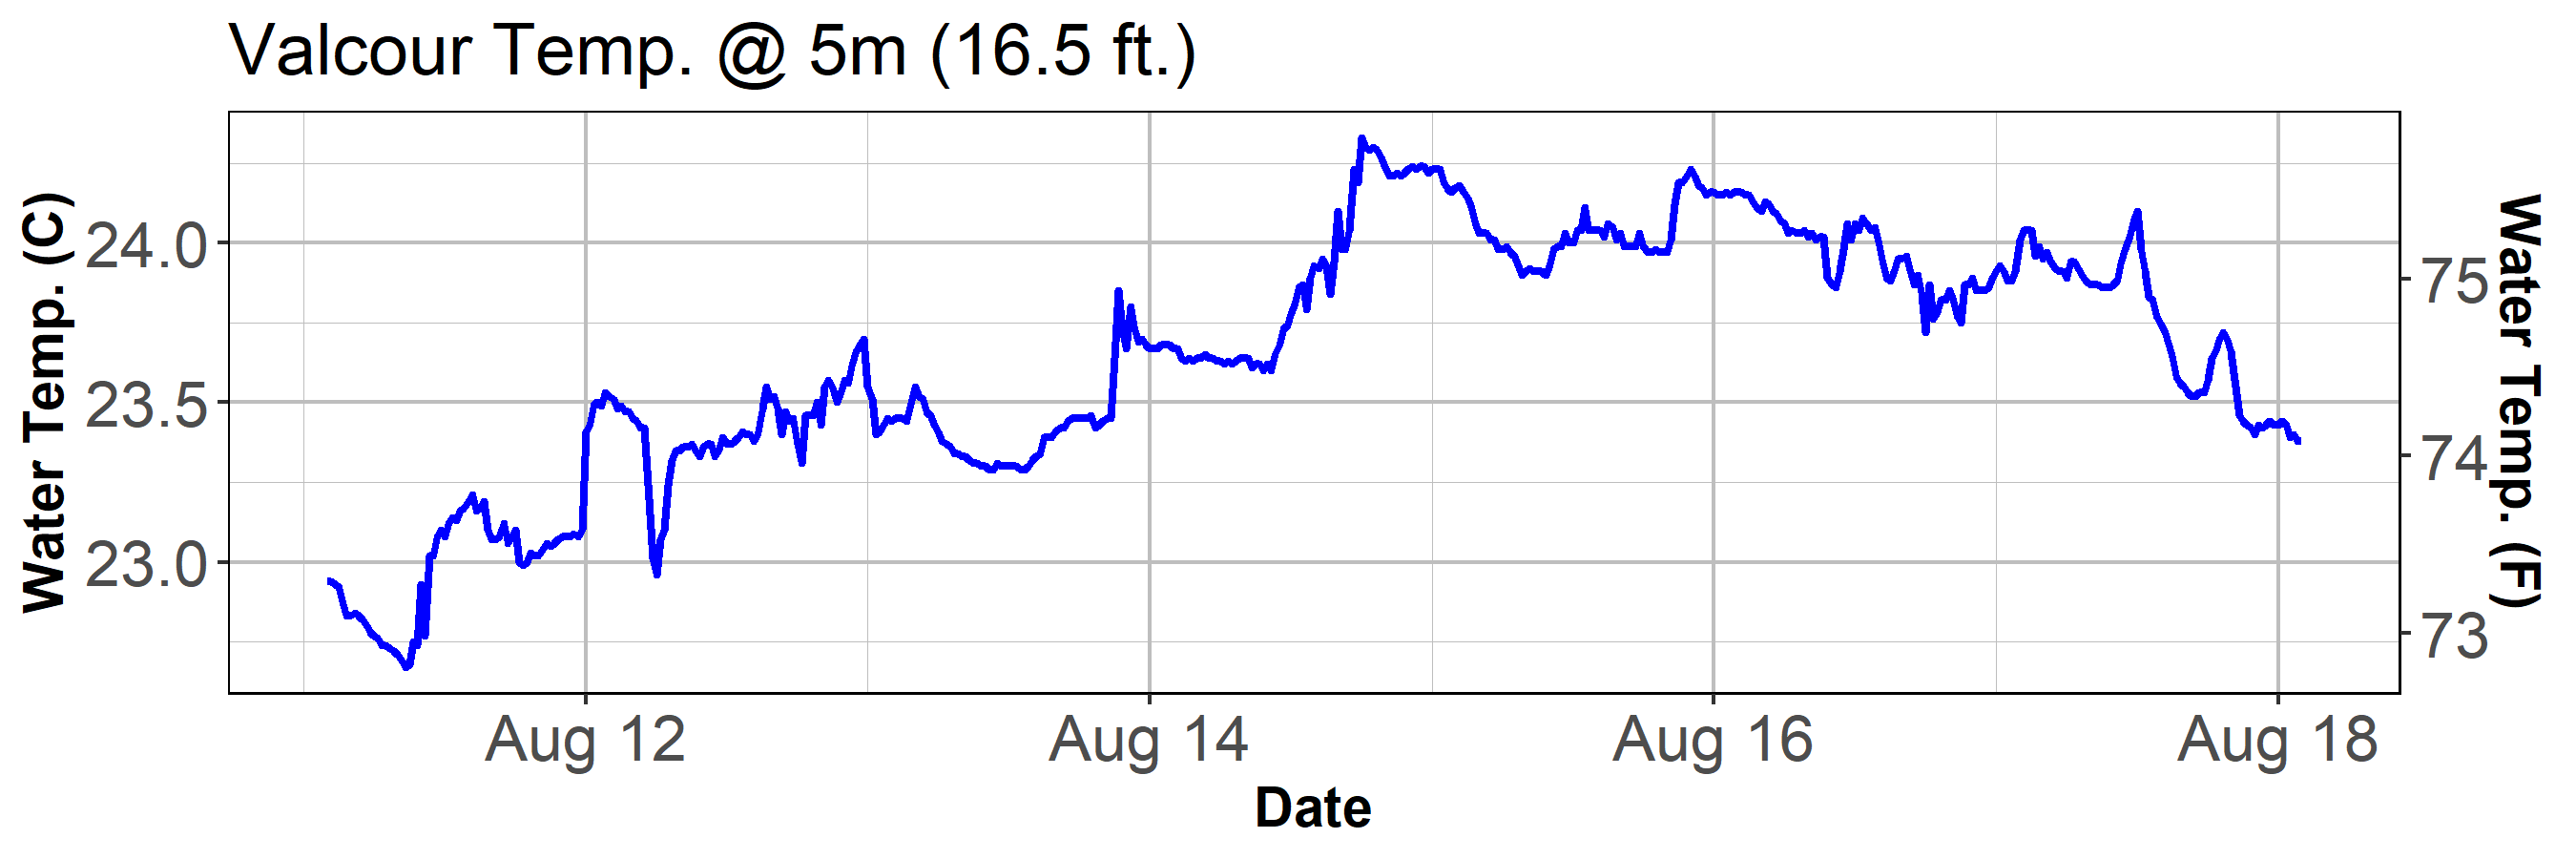 Valcour Temp. @ 5m (16.5 ft.)
Water Temp. (C)
24.0
23.5
23.0
75
74
73
Water Temp. (F)
Aug 12
Aug 14
Aug 16
Aug 18
Date